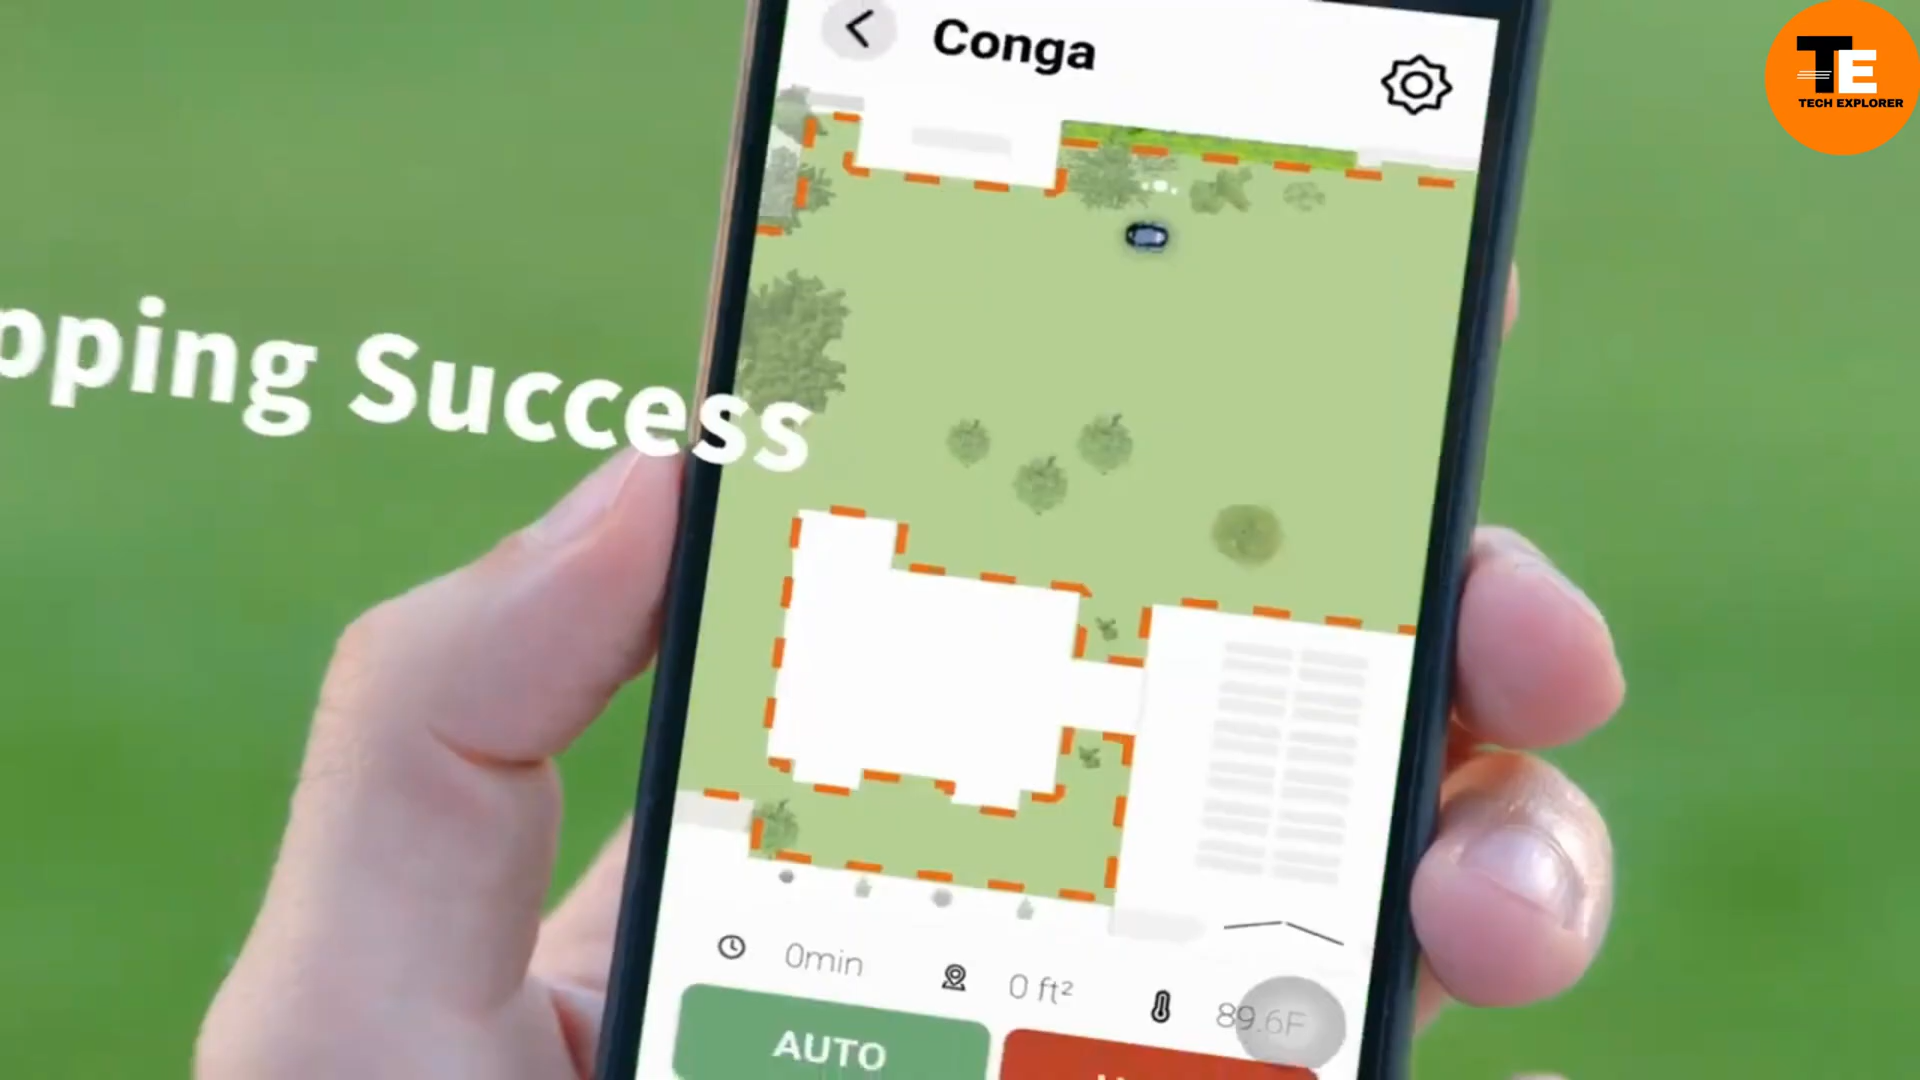 Conga
TE
TECH EXPLORER
pping Success
0min
0 ft²
89.6F
AUTO